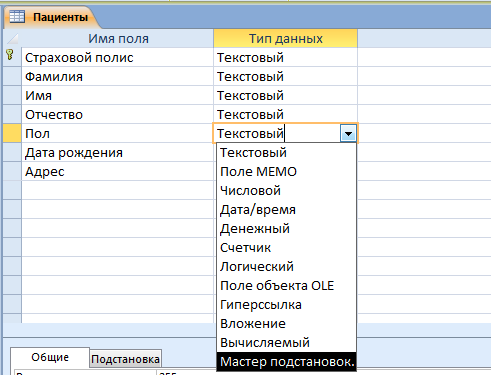 Пациенты
Имя поля Тип данных
Страховой полис Текстовый
Фамилия Текстовый
Имя Текстовый
Отчество Текстовый
Пол Текстовый
Дата рождения Текстовый
Адрес Поле МЕМО
Числовой
Дата/время
Денежный
Счетчик
Логический
Поле объекта OLE
Гиперссылка
Вложение
Вычисляемый
Мастер подстановок.
Общие Подстановка